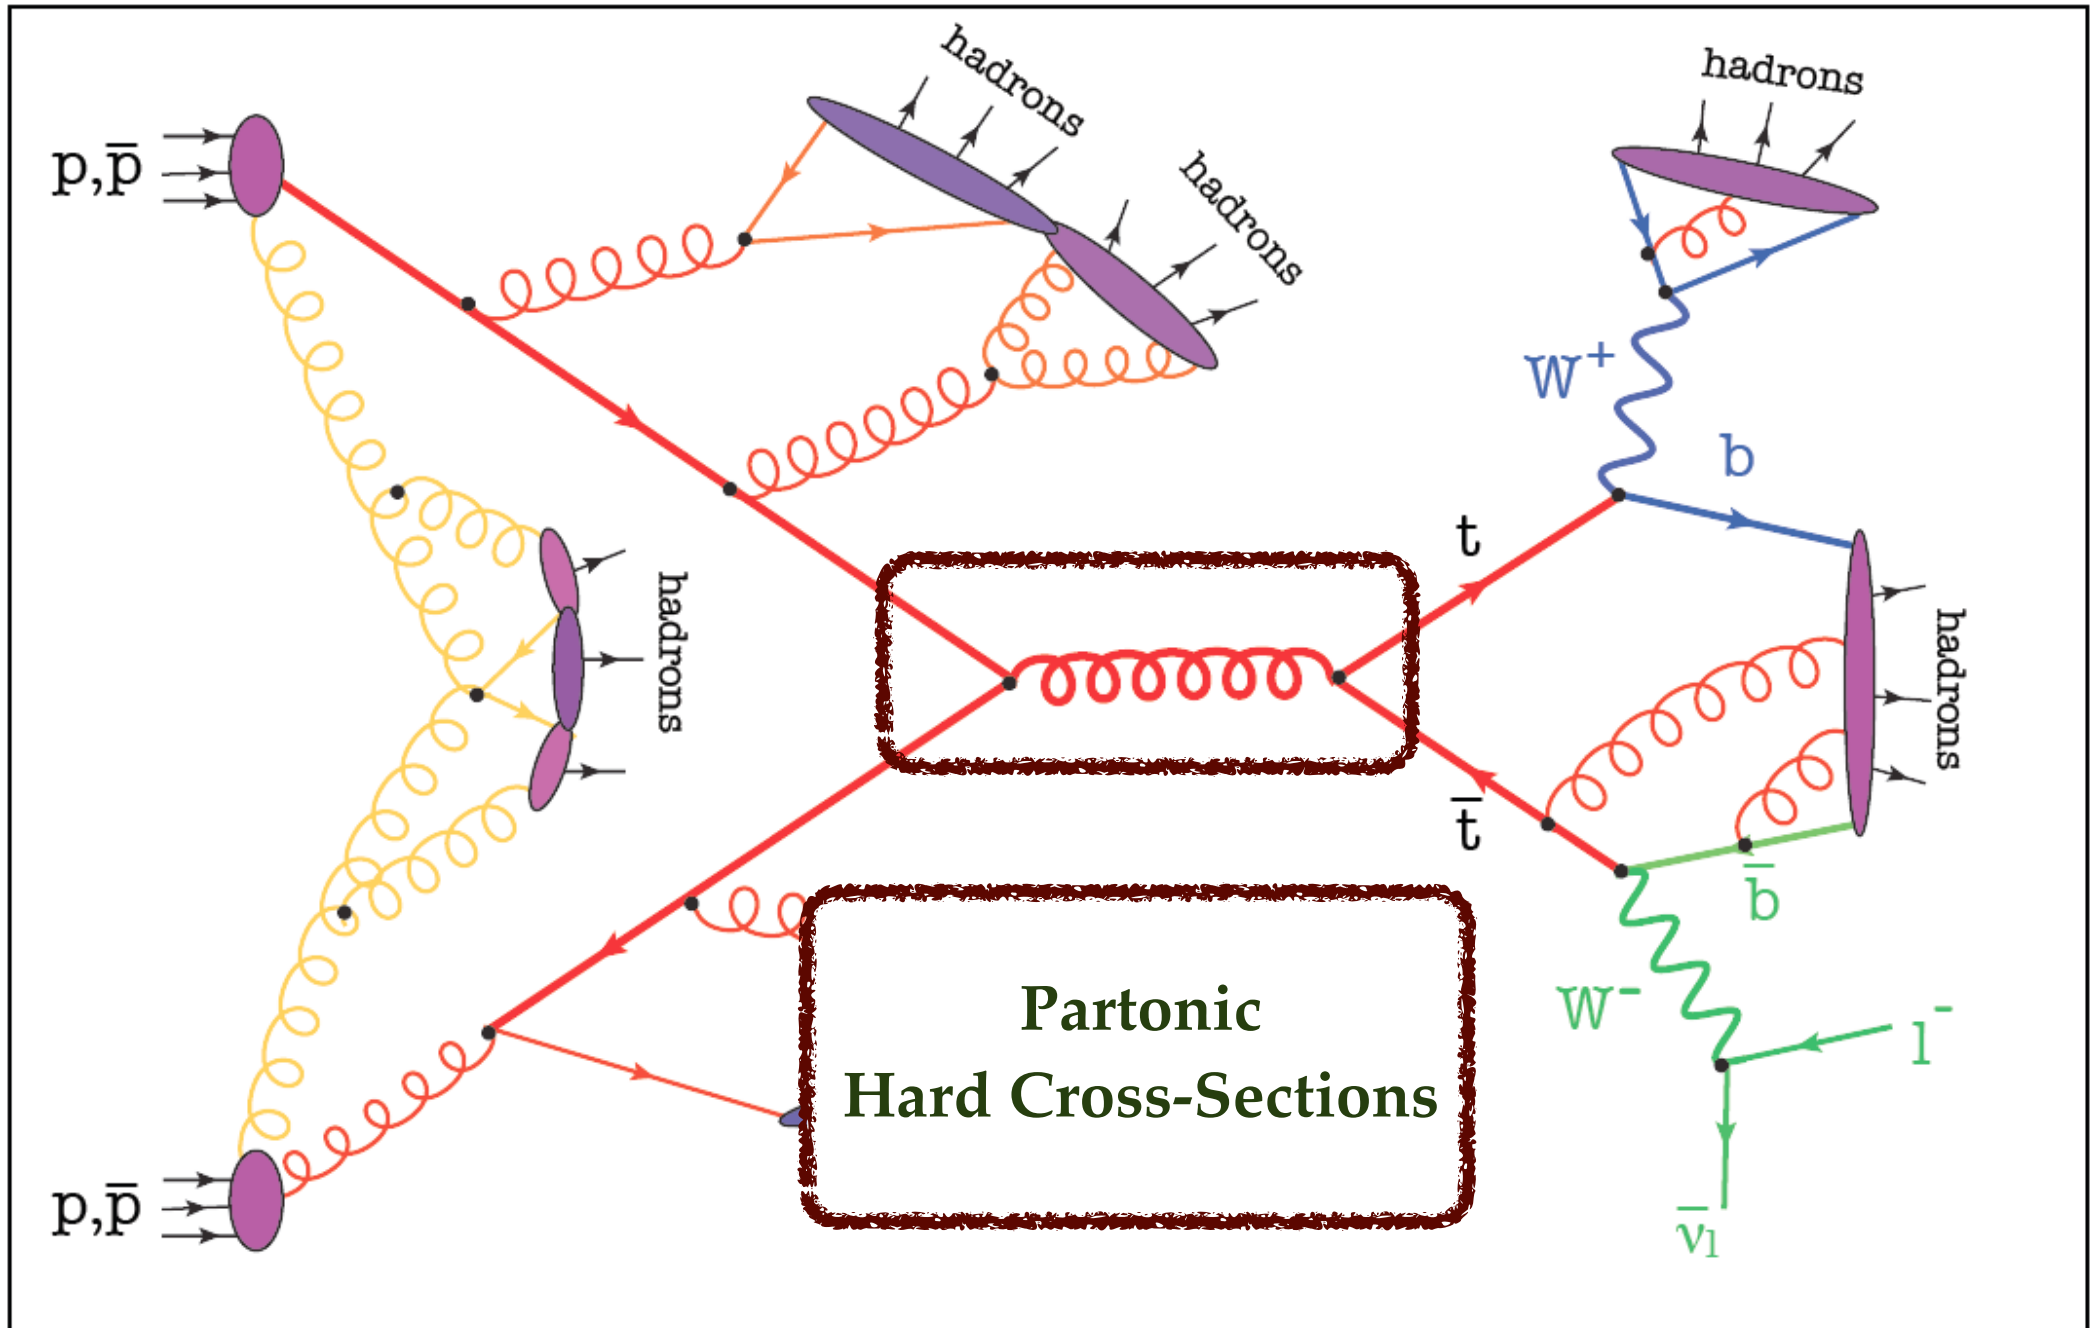 hadrons
hadrons
p,p̅
hadrons
W⁺
b
t
hadrons
hadrons
t̅
b̅
Partonic
Hard Cross-Sections
W⁻
l⁻
p,p̅
ν̅ₗ